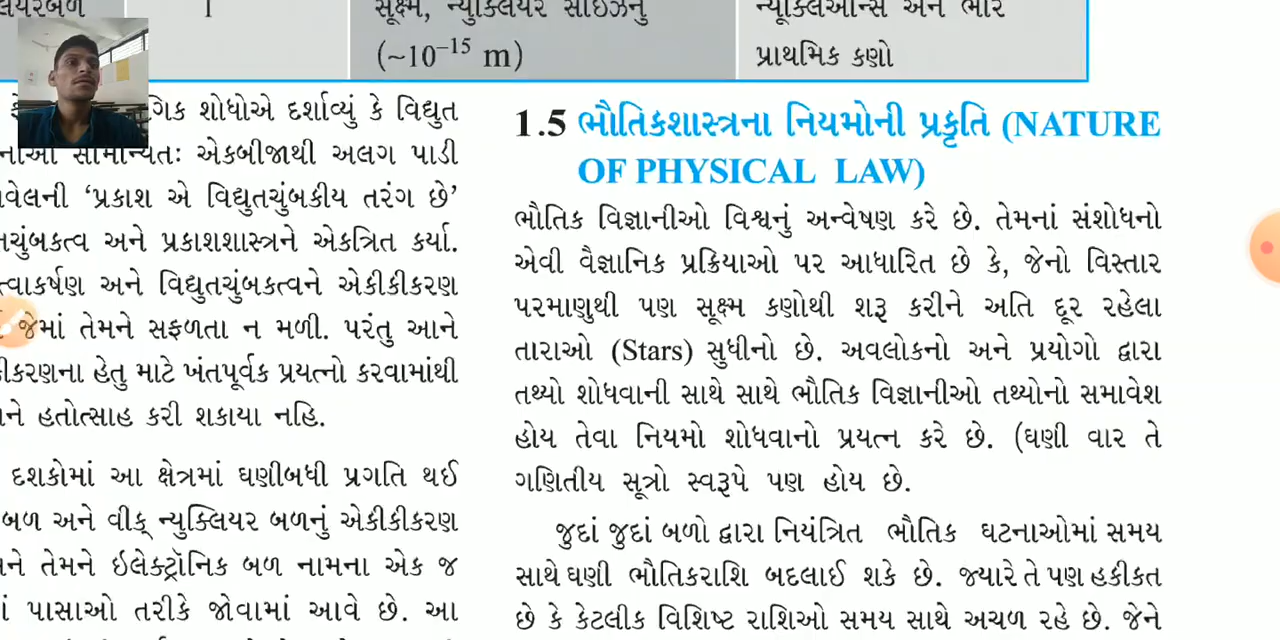 સૂક્ષ્મ, ન્યુક્લિયર સાઇઝનું
(~10⁻¹⁵ m)
ન્યૂક્લિઑન્સ અને ભારે
પ્રાથમિક કણો
શોધોએ દર્શાવ્યું કે વિદ્યુત
સામાન્યતઃ એકબીજાથી અલગ પાડી
‘પ્રકાશ એ વિદ્યુતચુંબકીય તરંગ છે’
અને પ્રકાશશાસ્ત્રને એકત્રિત કર્યા.
અને વિદ્યુતચુંબકત્વને એકીકીકરણ
જેમાં તેમને સફળતા ન મળી. પરંતુ આને
હેતુ માટે ખંતપૂર્વક પ્રયત્નો કરવામાંથી
હતોત્સાહ કરી શકાયા નહિ.
દશકોમાં આ ક્ષેત્રમાં ઘણીબધી પ્રગતિ થઈ
બળ અને વીક્ ન્યુક્લિયર બળનું એકીકીકરણ
તેમને ઇલેક્ટ્રૉનિક બળ નામના એક જ
પાસાઓ તરીકે જોવામાં આવે છે. આ
1.5 ભૌતિકશાસ્ત્રના નિયમોની પ્રકૃતિ (NATURE
OF PHYSICAL LAW)
ભૌતિક વિજ્ઞાનીઓ વિશ્વનું અન્વેષણ કરે છે. તેમનાં સંશોધનો
એવી વૈજ્ઞાનિક પ્રક્રિયાઓ પર આધારિત છે કે, જેનો વિસ્તાર
પરમાણુથી પણ સૂક્ષ્મ કણોથી શરૂ કરીને અતિ દૂર રહેલા
તારાઓ (Stars) સુધીનો છે. અવલોકનો અને પ્રયોગો દ્વારા
તથ્યો શોધવાની સાથે સાથે ભૌતિક વિજ્ઞાનીઓ તથ્યોનો સમાવેશ
હોય તેવા નિયમો શોધવાનો પ્રયત્ન કરે છે. (ઘણી વાર તે
ગણિતીય સૂત્રો સ્વરૂપે પણ હોય છે.
જુદાં જુદાં બળો દ્વારા નિયંત્રિત ભૌતિક ઘટનાઓમાં સમય
સાથે ઘણી ભૌતિકરાશિ બદલાઈ શકે છે. જ્યારે તે પણ હકીકત
છે કે કેટલીક વિશિષ્ટ રાશિઓ સમય સાથે અચળ રહે છે. જેને